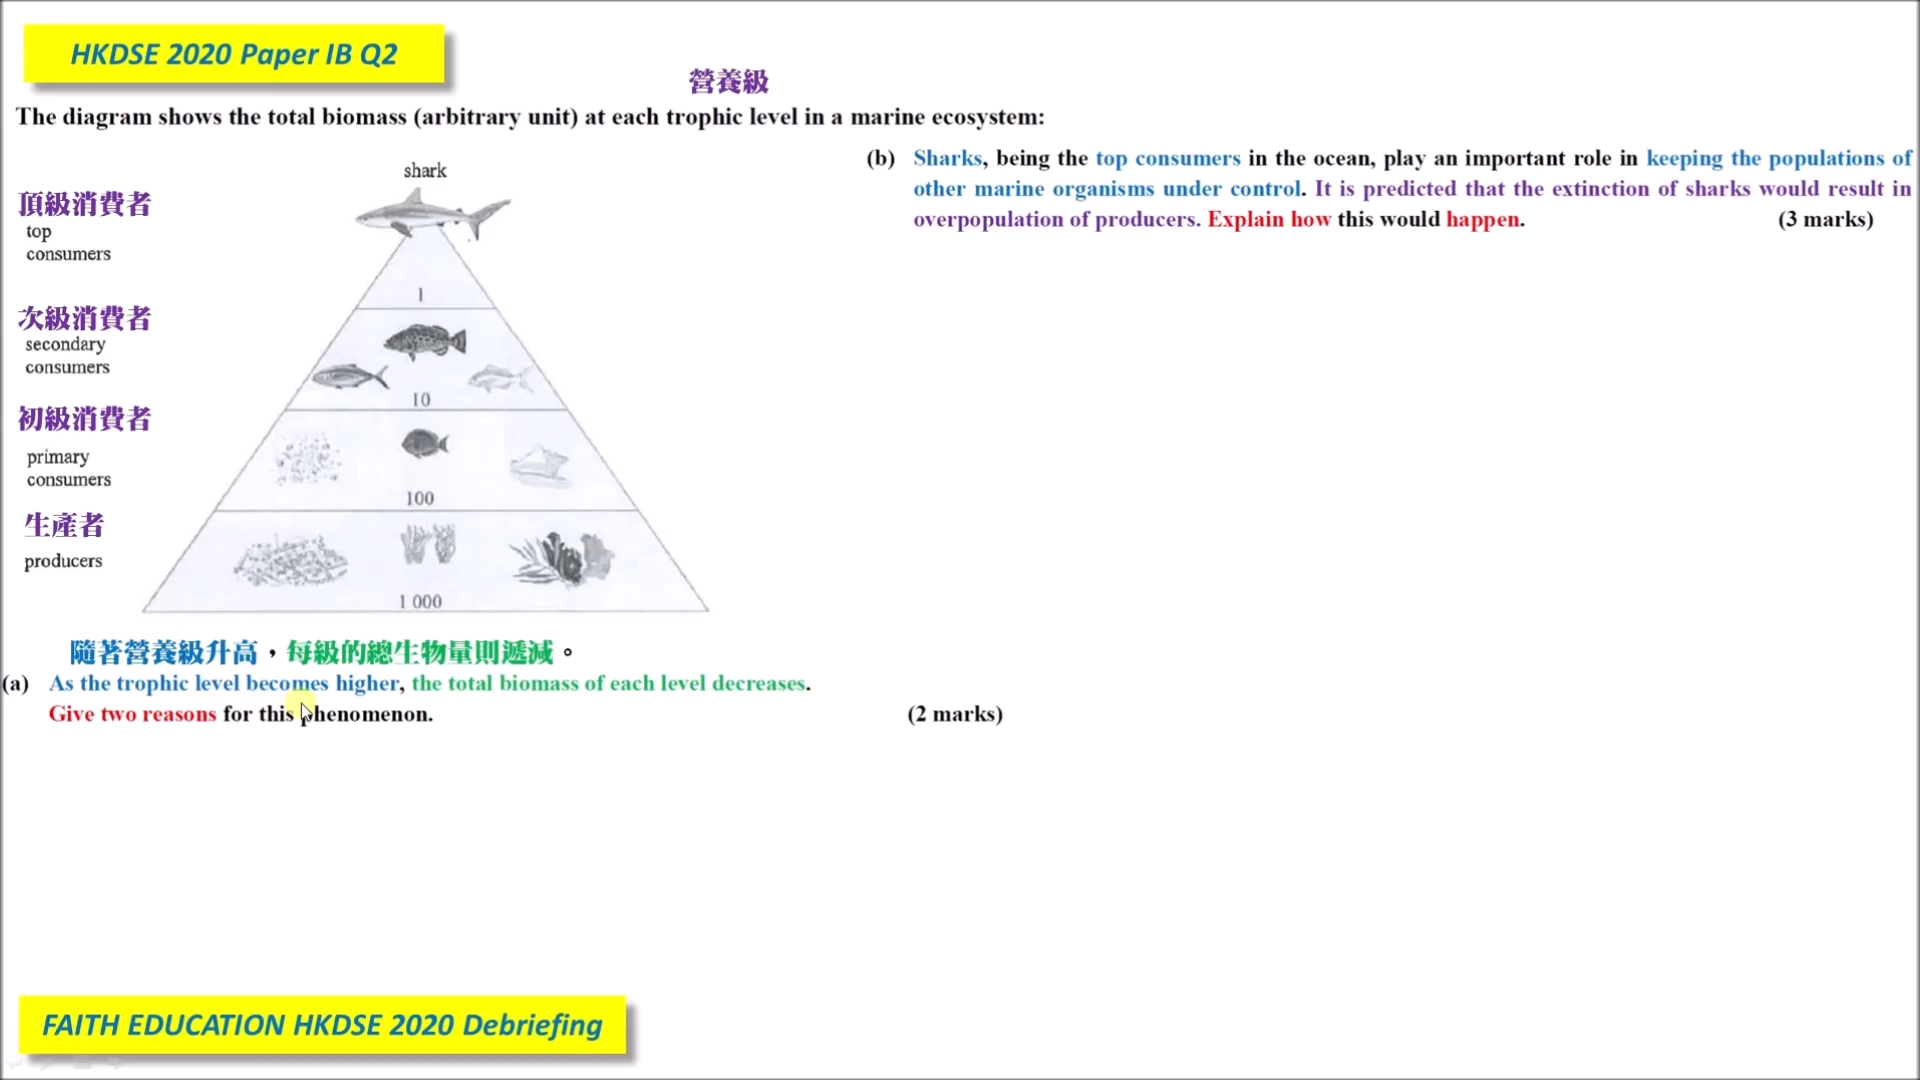 HKDSE 2020 Paper IB Q2
營養級
The diagram shows the total biomass (arbitrary unit) at each trophic level in a marine ecosystem:
shark
頂級消費者
top
consumers
1
次級消費者
secondary
consumers
10
初級消費者
primary
consumers
100
生產者
producers
1 000
隨著營養級升高，每級的總生物量則遞減。
(a) As the trophic level becomes higher, the total biomass of each level decreases.
Give two reasons for this phenomenon. (2 marks)
(b) Sharks, being the top consumers in the ocean, play an important role in keeping the populations of
other marine organisms under control. It is predicted that the extinction of sharks would result in
overpopulation of producers. Explain how this would happen. (3 marks)
FAITH EDUCATION HKDSE 2020 Debriefing